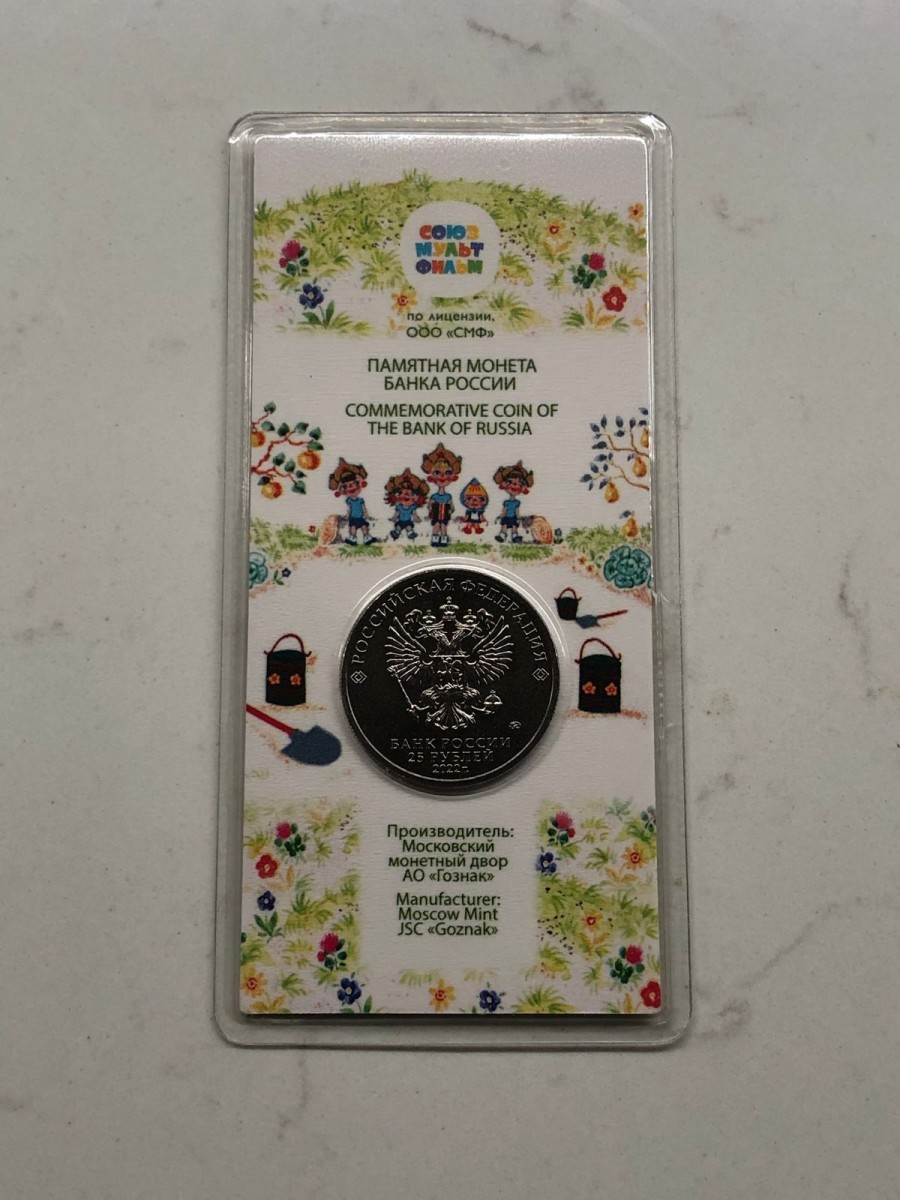 СОЮЗ
МУЛЬТ
ФИЛЬМ
по лицензии,
ООО «СМФ»
ПАМЯТНАЯ МОНЕТА
БАНКА РОССИИ
COMMEMORATIVE COIN OF
THE BANK OF RUSSIA
РОССИЙСКАЯ ФЕДЕРАЦИЯ
БАНК РОССИИ
25 РУБЛЕЙ
2022г.
Производитель:
Московский
монетный двор
АО «Гознак»
Manufacturer:
Moscow Mint
JSC «Goznak»